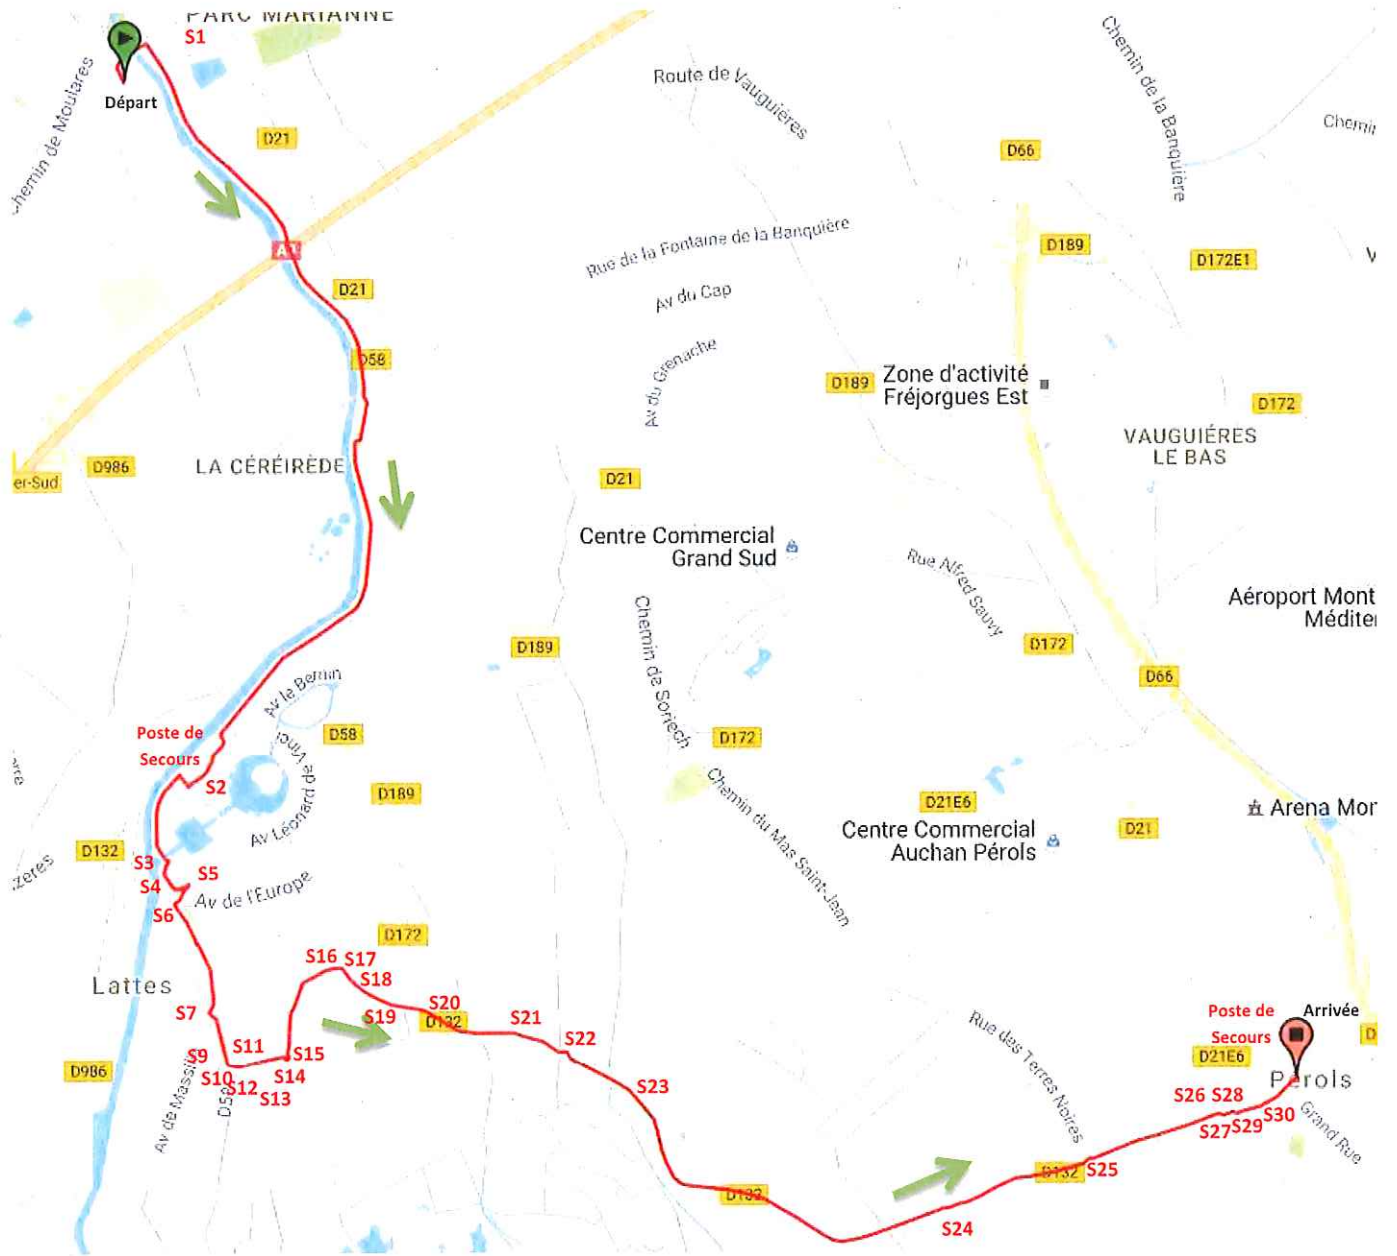 PARC MARIANNE
S1
Départ
Chemin de Moulares
D21
A9
D21
D58
Route de Vauguières
Chemin de la Banquière
D66
D189
D172E1
Rue de la Fontaine de la Banquière
Av du Cap
Av du Grenache
D189
Zone d'activité
Fréjorgues Est
D172
VAUGUIÉRES
LE BAS
er-Sud
D986
LA CÉRÉIRÈDE
D21
Centre Commercial
Grand Sud
Rue Alfred Sauvy
Aéroport Mont
Méditer
D172
D66
D189
Chemin de Soriech
Av le Bernin
Poste de
Secours
S2
D58
Av Léonard de Vinci
D189
D172
Chemin du Mas Saint-Jean
D21E6
Centre Commercial
Auchan Pérols
D21
Arena Mor
D132
zeres
S3
S4
S5
S6
Av de l'Europe
D172
Lattes
S7
S16
S17
S18
S19
S20
D132
S21
S22
S23
S9
S10
S11
S12
S13
S14
S15
D986
Av de Massil
Rue des Terres Noires
Poste de
Secours
Arrivée
D21E6
Pérols
Grand Rue
S26
S28
S27
S29
S30
D132
S25
D132
S24